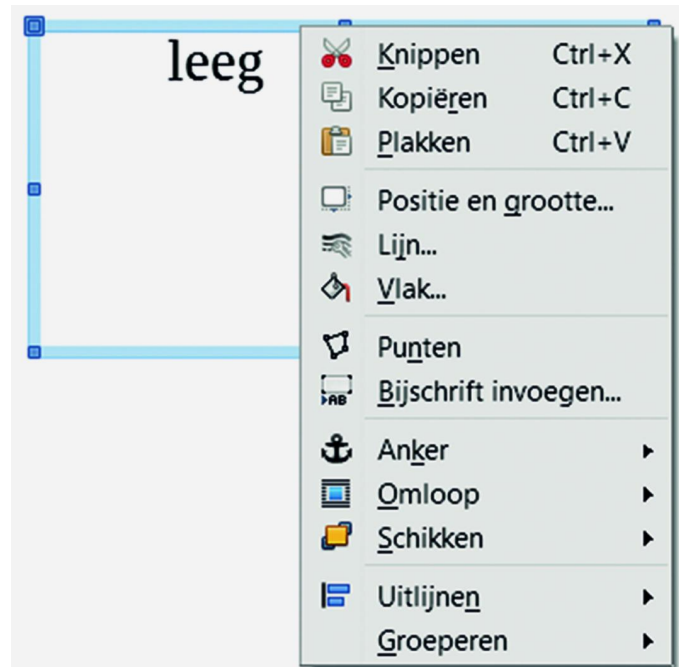 leeg
Knippen Ctrl+X
Kopiëren Ctrl+C
Plakken Ctrl+V
Positie en grootte...
Lijn...
Vlak...
Punten
AB Bijschrift invoegen...
Anker
Omloop
Schikken
Uitlijnen
Groeperen